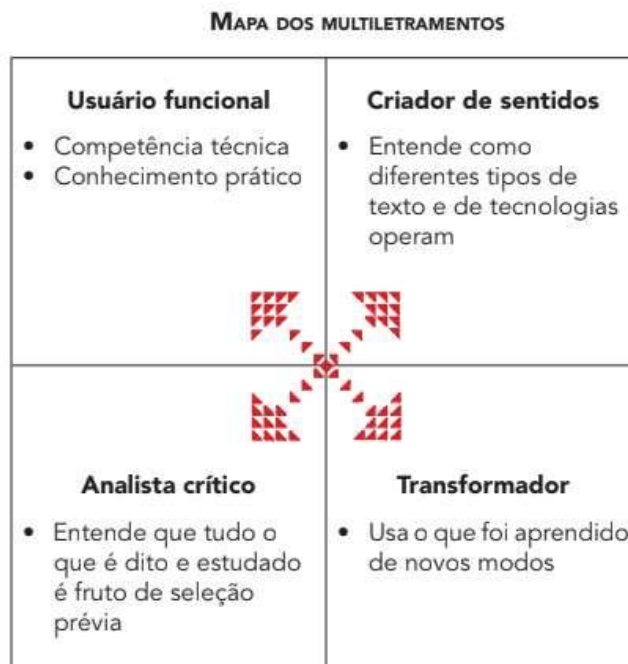 MAPA DOS MULTILETRAMENTOS
Usuário funcional
• Competência técnica
• Conhecimento prático
Criador de sentidos
• Entende como
diferentes tipos de
texto e de tecnologias
operam
Analista crítico
• Entende que tudo o
que é dito e estudado
é fruto de seleção
prévia
Transformador
• Usa o que foi aprendido
de novos modos